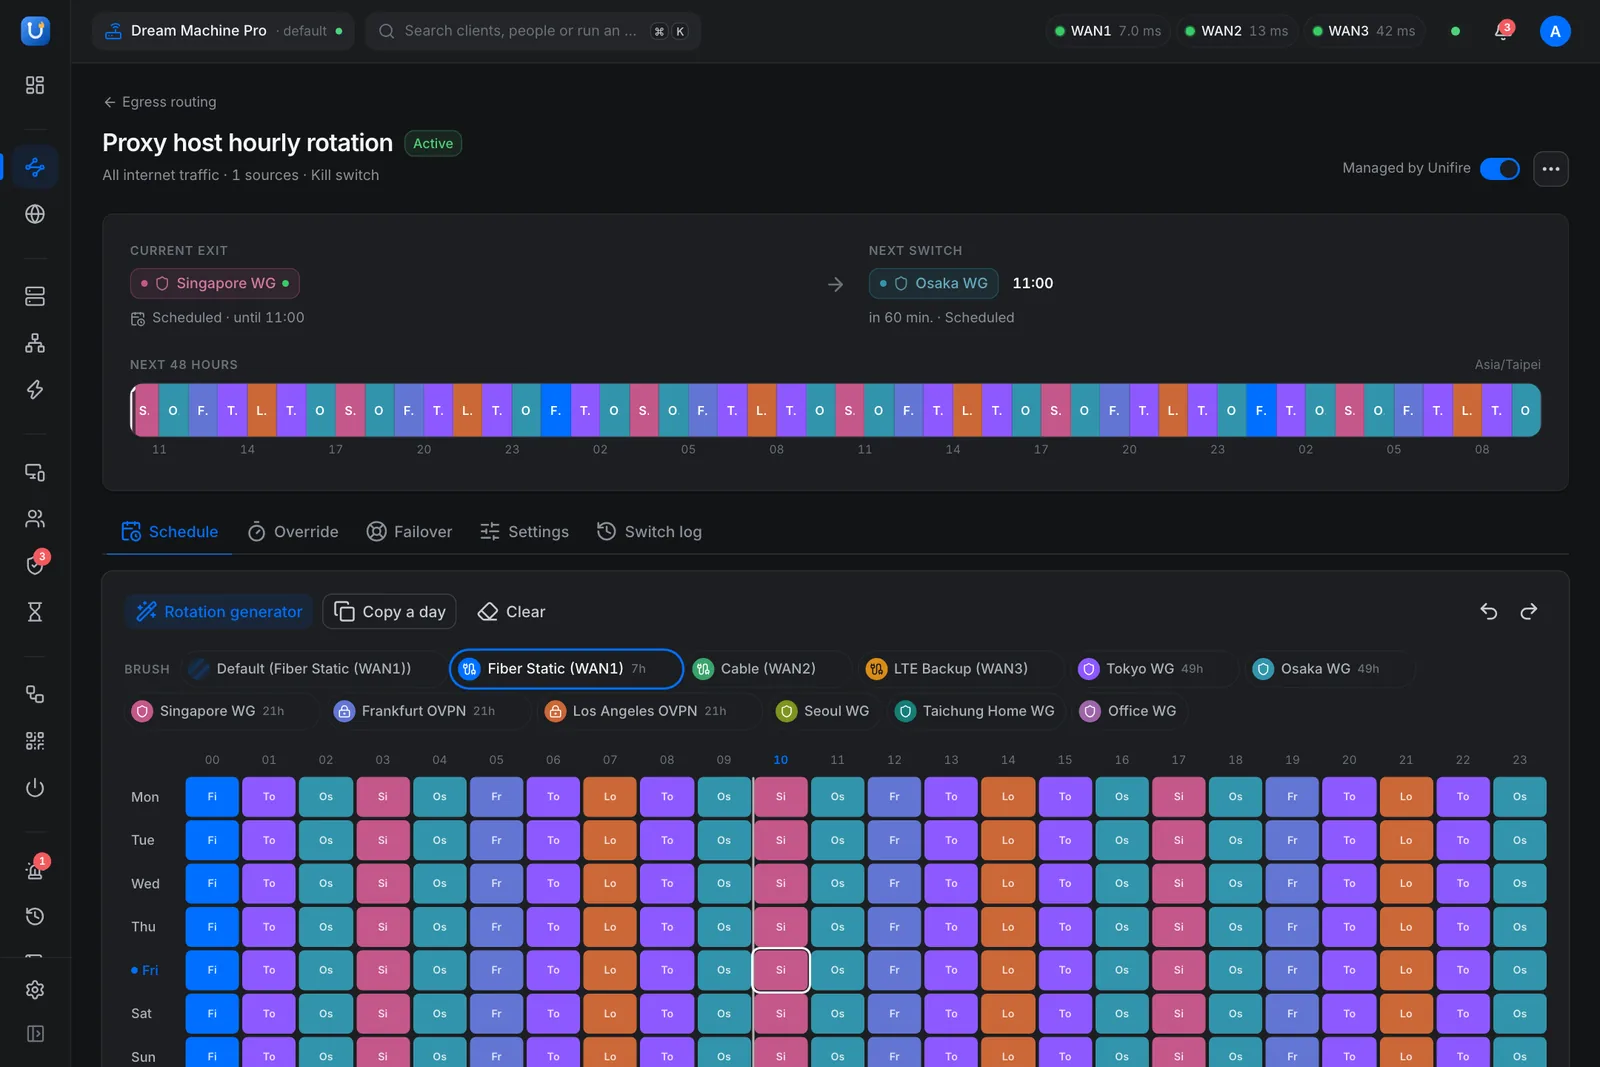 Dream Machine Pro · default
Search clients, people or run an ... ⌘ K
WAN1 7.0 ms
WAN2 13 ms
WAN3 42 ms
3
A
Egress routing
Proxy host hourly rotation Active
All internet traffic · 1 sources · Kill switch
Managed by Unifire
CURRENT EXIT
Singapore WG
Scheduled · until 11:00
NEXT SWITCH
Osaka WG 11:00
in 60 min. · Scheduled
NEXT 48 HOURS
Asia/Taipei
S. O F. T. L. T. O S. O F. T. L. T. O F. T. O S. O F. T. L. T. O S. O F. T. L. T. O S. O F. T. L. T. O F. T. O S. O F. T. L. T. O
11 14 17 20 23 02 05 08 11 14 17 20 23 02 05 08
Schedule Override Failover Settings Switch log
3
1
Rotation generator Copy a day Clear
BRUSH Default (Fiber Static (WAN1)) Fiber Static (WAN1) 7h Cable (WAN2) LTE Backup (WAN3) Tokyo WG 49h Osaka WG 49h
Singapore WG 21h Frankfurt OVPN 21h Los Angeles OVPN 21h Seoul WG Taichung Home WG Office WG
00 01 02 03 04 05 06 07 08 09 10 11 12 13 14 15 16 17 18 19 20 21 22 23
Mon Fi To Os Si Os Fr To Lo To Os Si Os Fr To Lo To Os Si Os Fr To Lo To Os
Tue Fi To Os Si Os Fr To Lo To Os Si Os Fr To Lo To Os Si Os Fr To Lo To Os
Wed Fi To Os Si Os Fr To Lo To Os Si Os Fr To Lo To Os Si Os Fr To Lo To Os
Thu Fi To Os Si Os Fr To Lo To Os Si Os Fr To Lo To Os Si Os Fr To Lo To Os
Fri Fi To Os Si Os Fr To Lo To Os Si Os Fr To Lo To Os Si Os Fr To Lo To Os
Sat Fi To Os Si Os Fr To Lo To Os Si Os Fr To Lo To Os Si Os Fr To Lo To Os
Sun Fi To Os Si Os Fr To Lo To Os Si Os Fr To Lo To Os Si Os Fr To Lo To Os